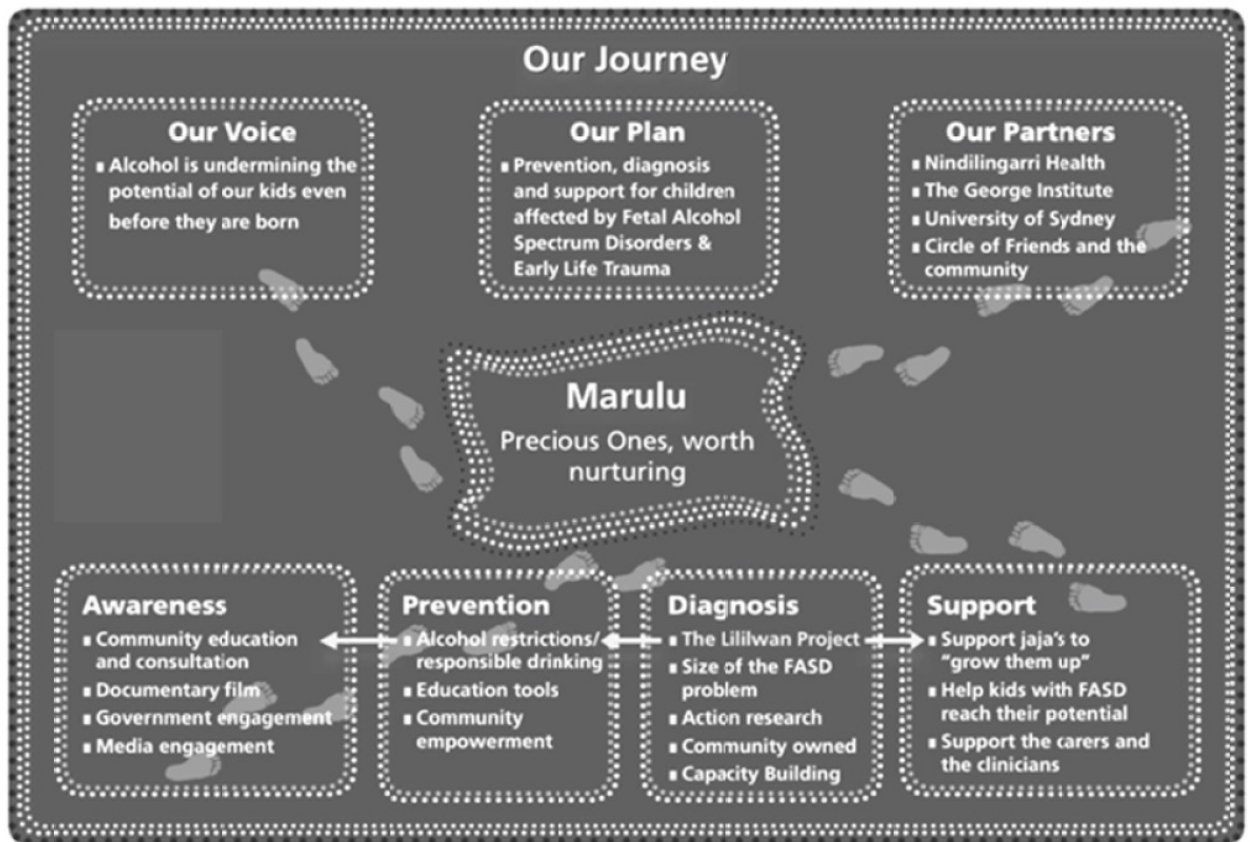 Our Journey
Our Voice
▪ Alcohol is undermining the
potential of our kids even
before they are born
Our Plan
▪ Prevention, diagnosis
and support for children
affected by Fetal Alcohol
Spectrum Disorders &
Early Life Trauma
Our Partners
▪ Nindilingarri Health
▪ The George Institute
▪ University of Sydney
▪ Circle of Friends and the
community
Marulu
Precious Ones, worth
nurturing
Awareness
▪ Community education
and consultation
▪ Documentary film
▪ Government engagement
▪ Media engagement
Prevention
▪ Alcohol restrictions/
responsible drinking
▪ Education tools
▪ Community
empowerment
Diagnosis
▪ The Lililwan Project
▪ Size of the FASD
problem
▪ Action research
▪ Community owned
▪ Capacity Building
Support
▪ Support jaja's to
"grow them up"
▪ Help kids with FASD
reach their potential
▪ Support the carers and
the clinicians